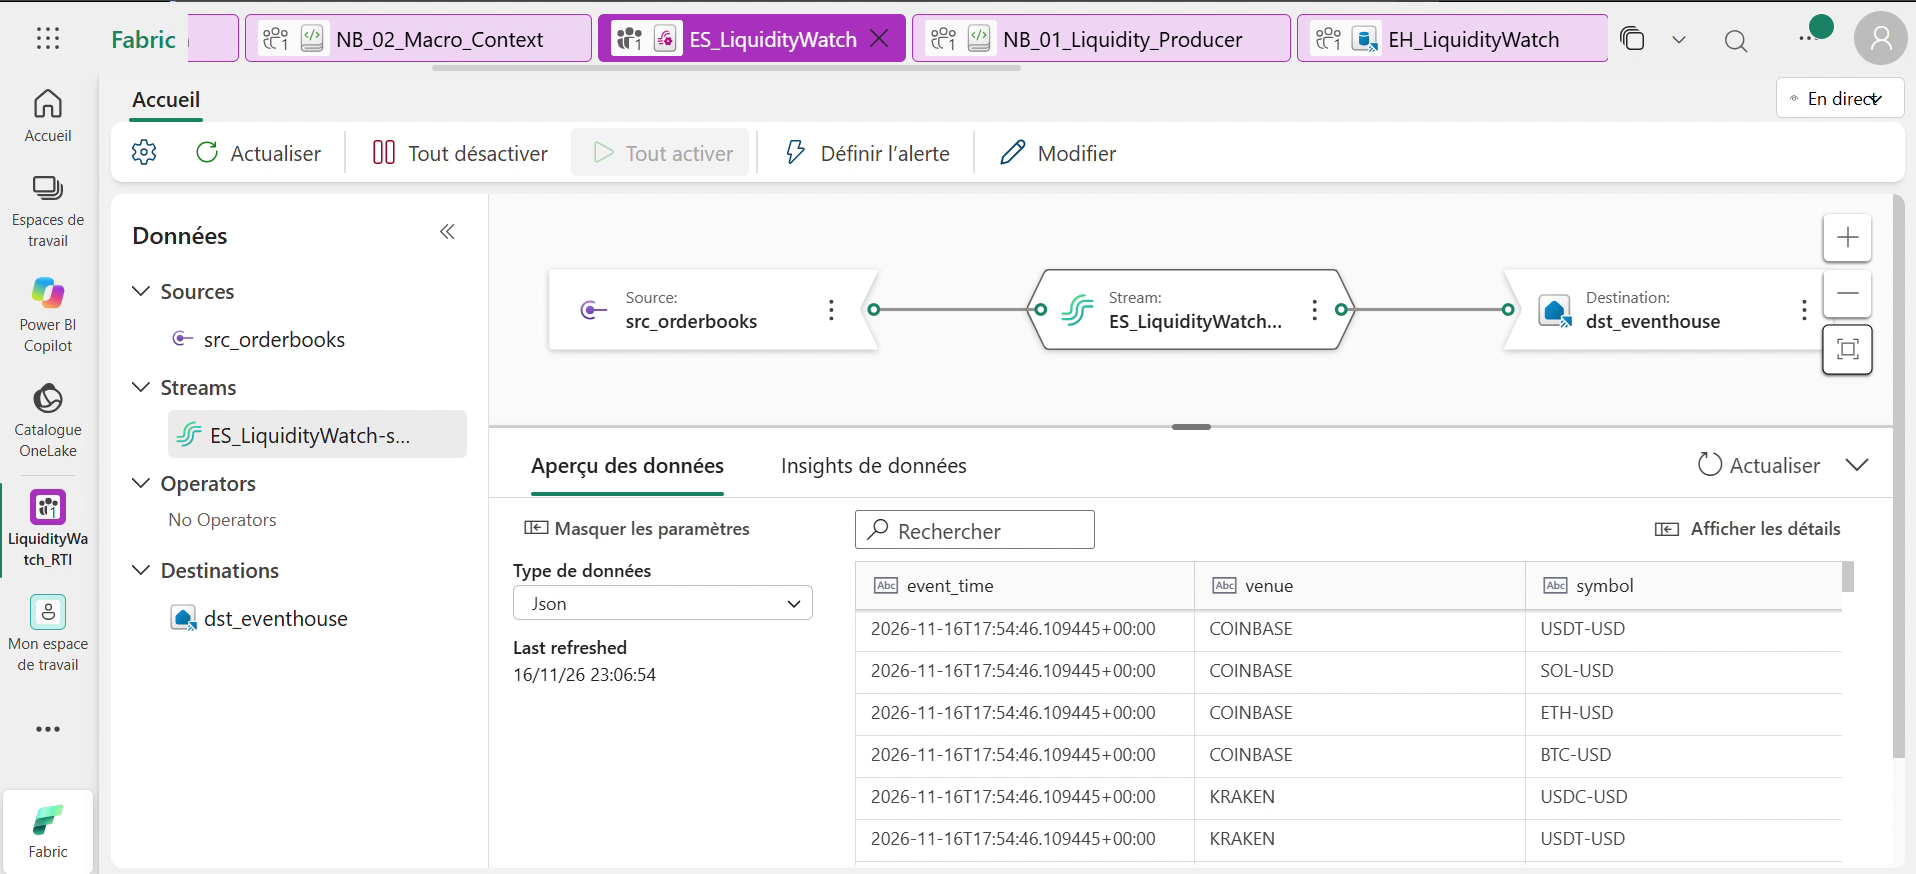 Fabric
NB_02_Macro_Context
ES_LiquidityWatch
NB_01_Liquidity_Producer
EH_LiquidityWatch
Accueil
En direct
Actualiser
Tout désactiver
Tout activer
Définir l’alerte
Modifier
Accueil
Espaces de
travail
Power BI
Copilot
Catalogue
OneLake
LiquidityWa
tch_RTI
Mon espace
de travail
Fabric
Données
Sources
src_orderbooks
Streams
ES_LiquidityWatch-s...
Operators
No Operators
Destinations
dst_eventhouse
Source:
src_orderbooks
Stream:
ES_LiquidityWatch...
Destination:
dst_eventhouse
Aperçu des données
Insights de données
Actualiser
Masquer les paramètres
Rechercher
Afficher les détails
Type de données
Json
Last refreshed
16/11/26 23:06:54
Abc event_time Abc venue Abc symbol
2026-11-16T17:54:46.109445+00:00 COINBASE USDT-USD
2026-11-16T17:54:46.109445+00:00 COINBASE SOL-USD
2026-11-16T17:54:46.109445+00:00 COINBASE ETH-USD
2026-11-16T17:54:46.109445+00:00 COINBASE BTC-USD
2026-11-16T17:54:46.109445+00:00 KRAKEN USDC-USD
2026-11-16T17:54:46.109445+00:00 KRAKEN USDT-USD